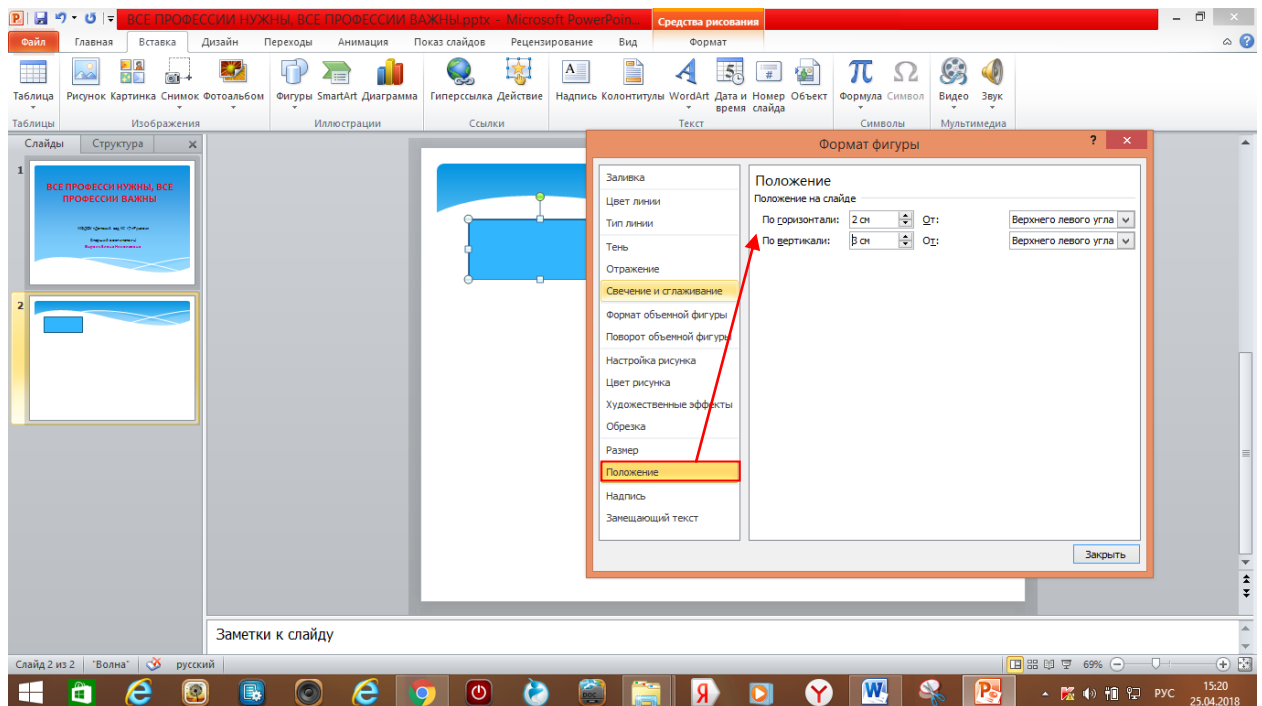 ВСЕ ПРОФЕССИИ НУЖНЫ, ВСЕ ПРОФЕССИИ ВАЖНЫ.pptx - Microsoft PowerPoin...
Средства рисования
Файл Главная Вставка Дизайн Переходы Анимация Показ слайдов Рецензирование Вид Формат
Таблица Рисунок Картинка Снимок Фотоальбом Фигуры SmartArt Диаграмма Гиперссылка Действие Надпись Колонтитулы WordArt Дата и время Номер слайда Объект Формула Символ Видео Звук
Таблицы Изображения Иллюстрации Ссылки Текст Символы Мультимедиа
Слайды Структура
1
ВСЕ ПРОФЕССИ НУЖНЫ, ВСЕ
ПРОФЕССИИ ВАЖНЫ
2
Формат фигуры
?
Заливка
Цвет линии
Тип линии
Тень
Отражение
Свечение и сглаживание
Формат объемной фигуры
Поворот объемной фигуры
Настройка рисунка
Цвет рисунка
Художественные эффекты
Обрезка
Размер
Положение
Надпись
Замещающий текст
Положение
Положение на слайде
По горизонтали: 2 см От: Верхнего левого угла
По вертикали: 3 см От: Верхнего левого угла
Закрыть
Заметки к слайду
Слайд 2 из 2 "Волна" русский 69%
РУС 15:20
25.04.2018